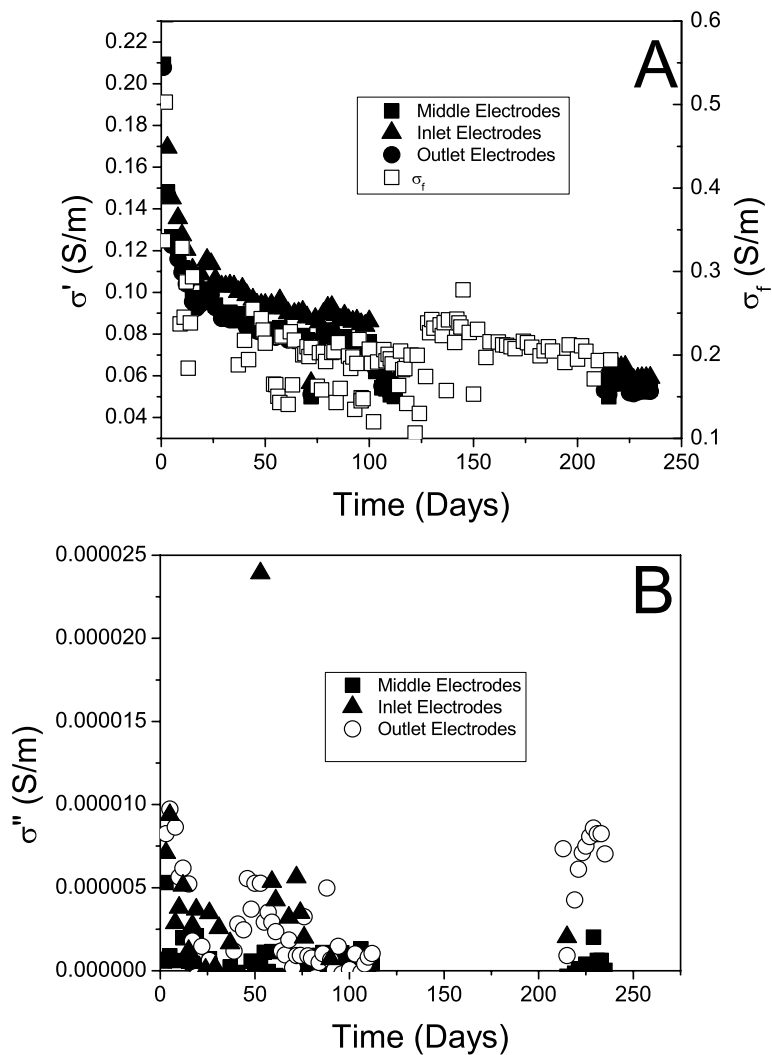 0.22
0.20
0.18
0.16
0.14
0.12
0.10
0.08
0.06
0.04
σ' (S/m)
A
Middle Electrodes
Inlet Electrodes
Outlet Electrodes
σf
0.6
0.5
0.4
0.3
0.2
0.1
σf (S/m)
0 50 100 150 200 250
Time (Days)
0.000025
0.000020
0.000015
0.000010
0.000005
0.000000
σ" (S/m)
B
Middle Electrodes
Inlet Electrodes
Outlet Electrodes
0 50 100 150 200 250
Time (Days)